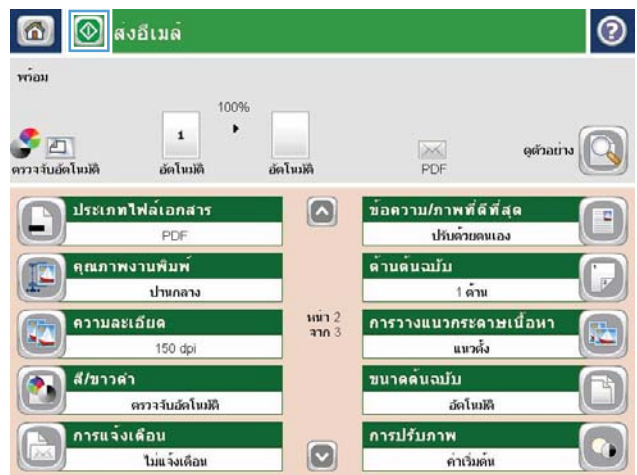 ส่งอีเมล์
พร้อม
100%
1
ตรวจจับอัตโนมัติ
อัตโนมัติ
อัตโนมัติ
PDF
ดูตัวอย่าง
ประเภทไฟล์เอกสาร
PDF
ข้อความ/ภาพที่ดีที่สุด
ปรับด้วยตนเอง
คุณภาพงานพิมพ์
ปานกลาง
ด้านต้นฉบับ
1 ด้าน
ความละเอียด
150 dpi
หน้า 2
จาก 3
การวางแนวกระดาษเนื้อหา
แนวตั้ง
สี/ขาวดำ
ตรวจจับอัตโนมัติ
ขนาดต้นฉบับ
อัตโนมัติ
การแจ้งเตือน
ไม่แจ้งเตือน
การปรับภาพ
ค่าเริ่มต้น